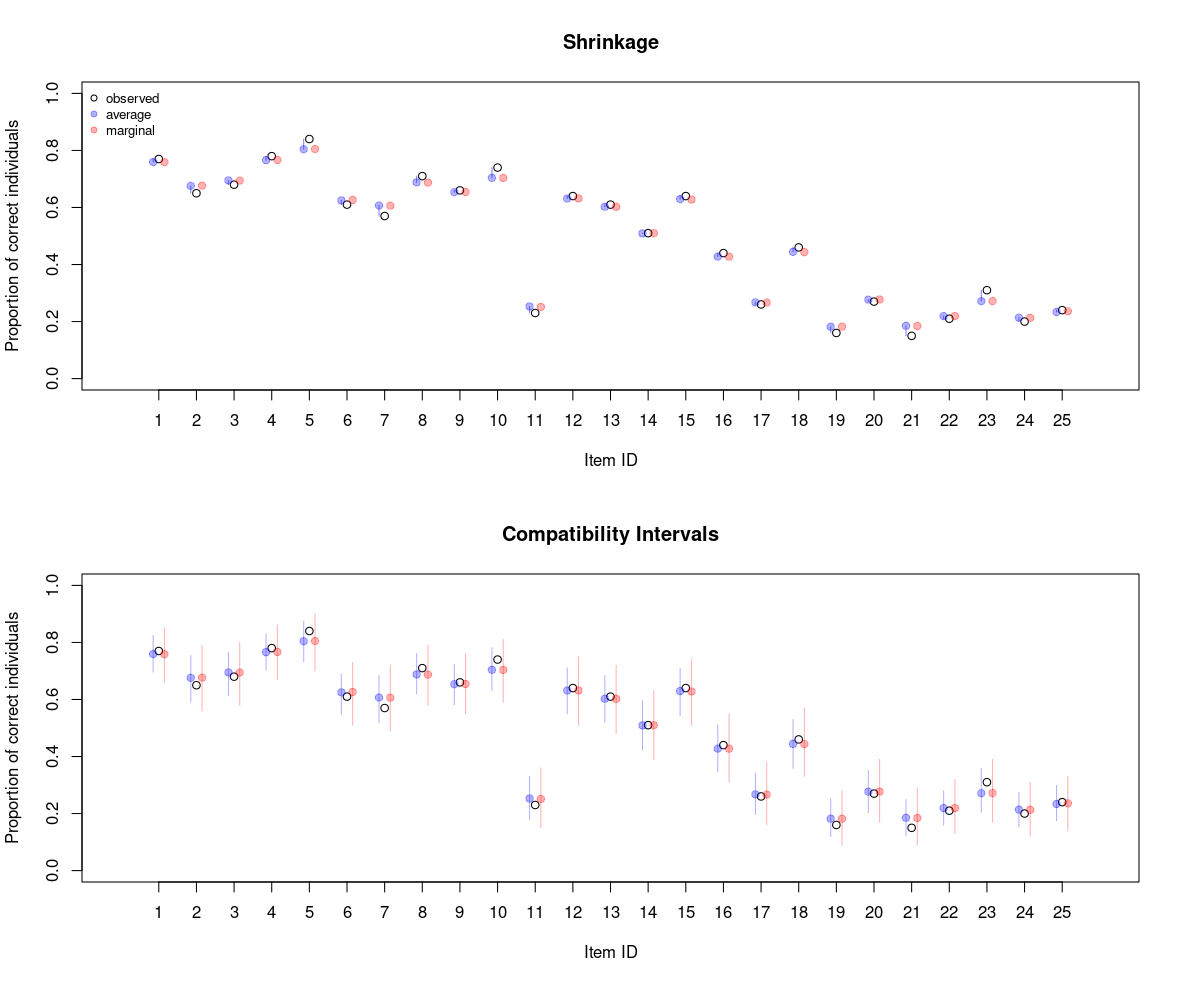 Shrinkage
Proportion of correct individuals
1.0
0.8
0.6
0.4
0.2
0.0
observed
average
marginal
1 2 3 4 5 6 7 8 9 10 11 12 13 14 15 16 17 18 19 20 21 22 23 24 25
Item ID
Compatibility Intervals
Proportion of correct individuals
1.0
0.8
0.6
0.4
0.2
0.0
1 2 3 4 5 6 7 8 9 10 11 12 13 14 15 16 17 18 19 20 21 22 23 24 25
Item ID